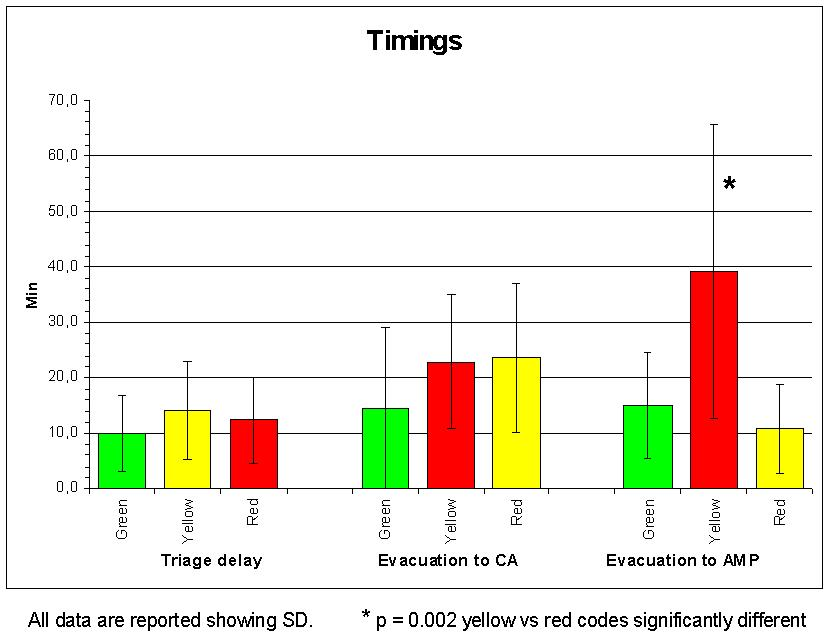 Timings
Min
70,0
60,0
50,0
40,0
30,0
20,0
10,0
0,0
*
Green
Yellow
Red
Green
Yellow
Red
Green
Yellow
Red
Triage delay
Evacuation to CA
Evacuation to AMP
All data are reported showing SD. * p = 0.002 yellow vs red codes significantly different